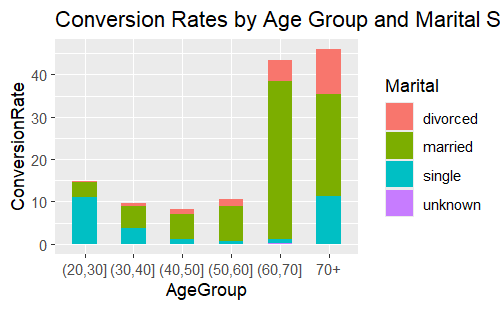 Conversion Rates by Age Group and Marital S
ConversionRate
40
30
20
10
0
(20,30] (30,40] (40,50] (50,60] (60,70] 70+
AgeGroup
Marital
divorced
married
single
unknown